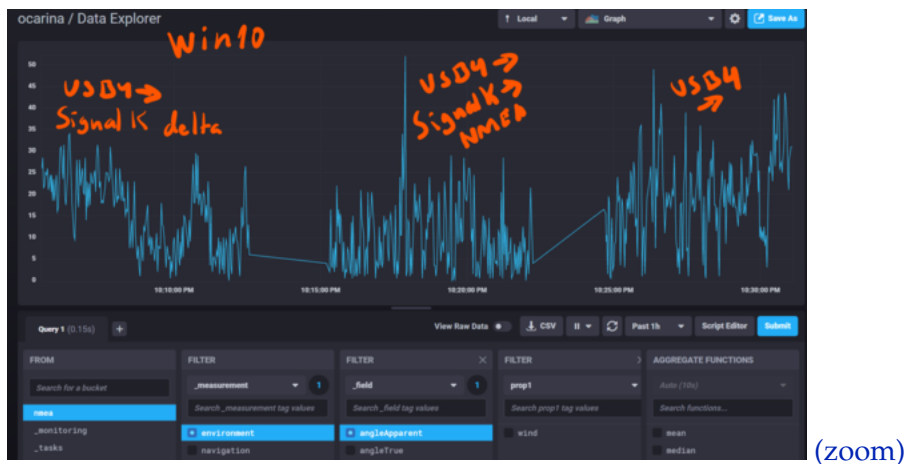 ocarina / Data Explorer
Local
Graph
Save As
Win10
USB4→
Signal K delta
USB4→
SignalK→
NMEA
USB4
→
50
45
40
35
30
25
20
15
10
5
0
10:10:00 PM
10:15:00 PM
10:20:00 PM
10:25:00 PM
10:30:00 PM
Query 1 (0.15s)
+
View Raw Data
CSV
Past 1h
Script Editor
Submit
FROM
Search for a bucket
nmea
_monitoring
_tasks
FILTER
_measurement
1
Search _measurement tag values
environment
navigation
FILTER
X
_field
1
Search _field tag values
angleApparent
angleTrue
FILTER
prop1
Search prop1 tag values
wind
AGGREGATE FUNCTIONS
Auto (10s)
Search functions...
mean
median
(zoom)